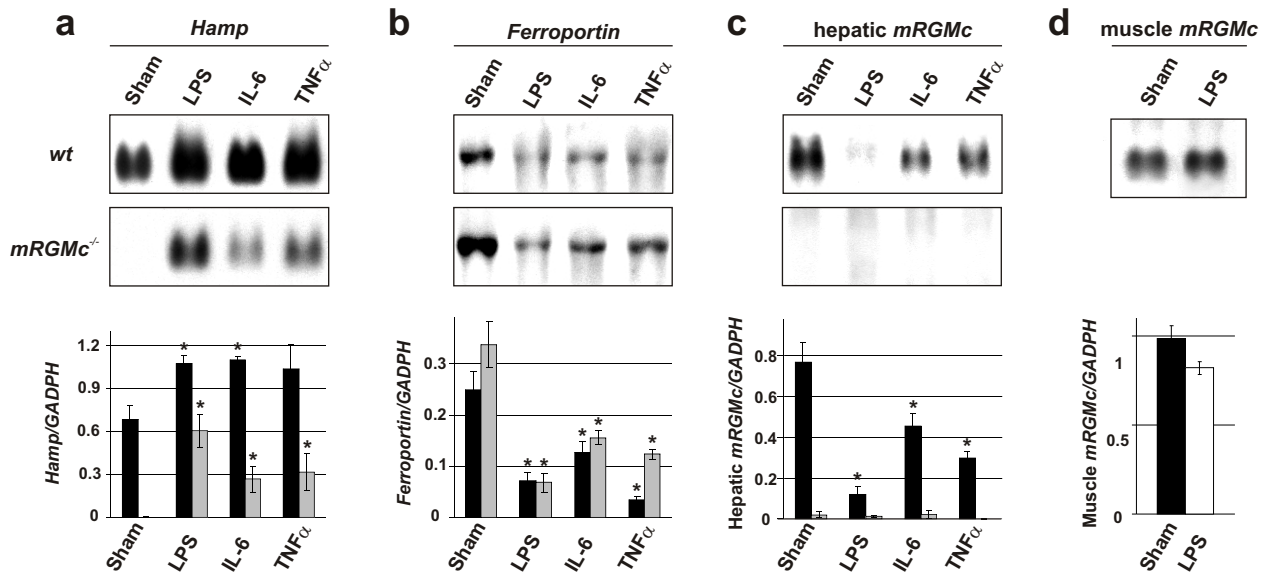 a
Hamp
Sham LPS IL-6 TNFα
wt
mRGMc-/-
1.2
0.9
0.6
0.3
0
Hamp/GADPH
* * * * *
Sham LPS IL-6 TNFα
b
Ferroportin
Sham LPS IL-6 TNFα
0.3
0.2
0.1
0
Ferroportin/GADPH
* * * * * *
Sham LPS IL-6 TNFα
c
hepatic mRGMc
Sham LPS IL-6 TNFα
0.8
0.6
0.4
0.2
0
Hepatic mRGMc/GADPH
* * *
Sham LPS IL-6 TNFα
d
muscle mRGMc
Sham LPS
1
0.5
0
Muscle mRGMc/GADPH
Sham LPS